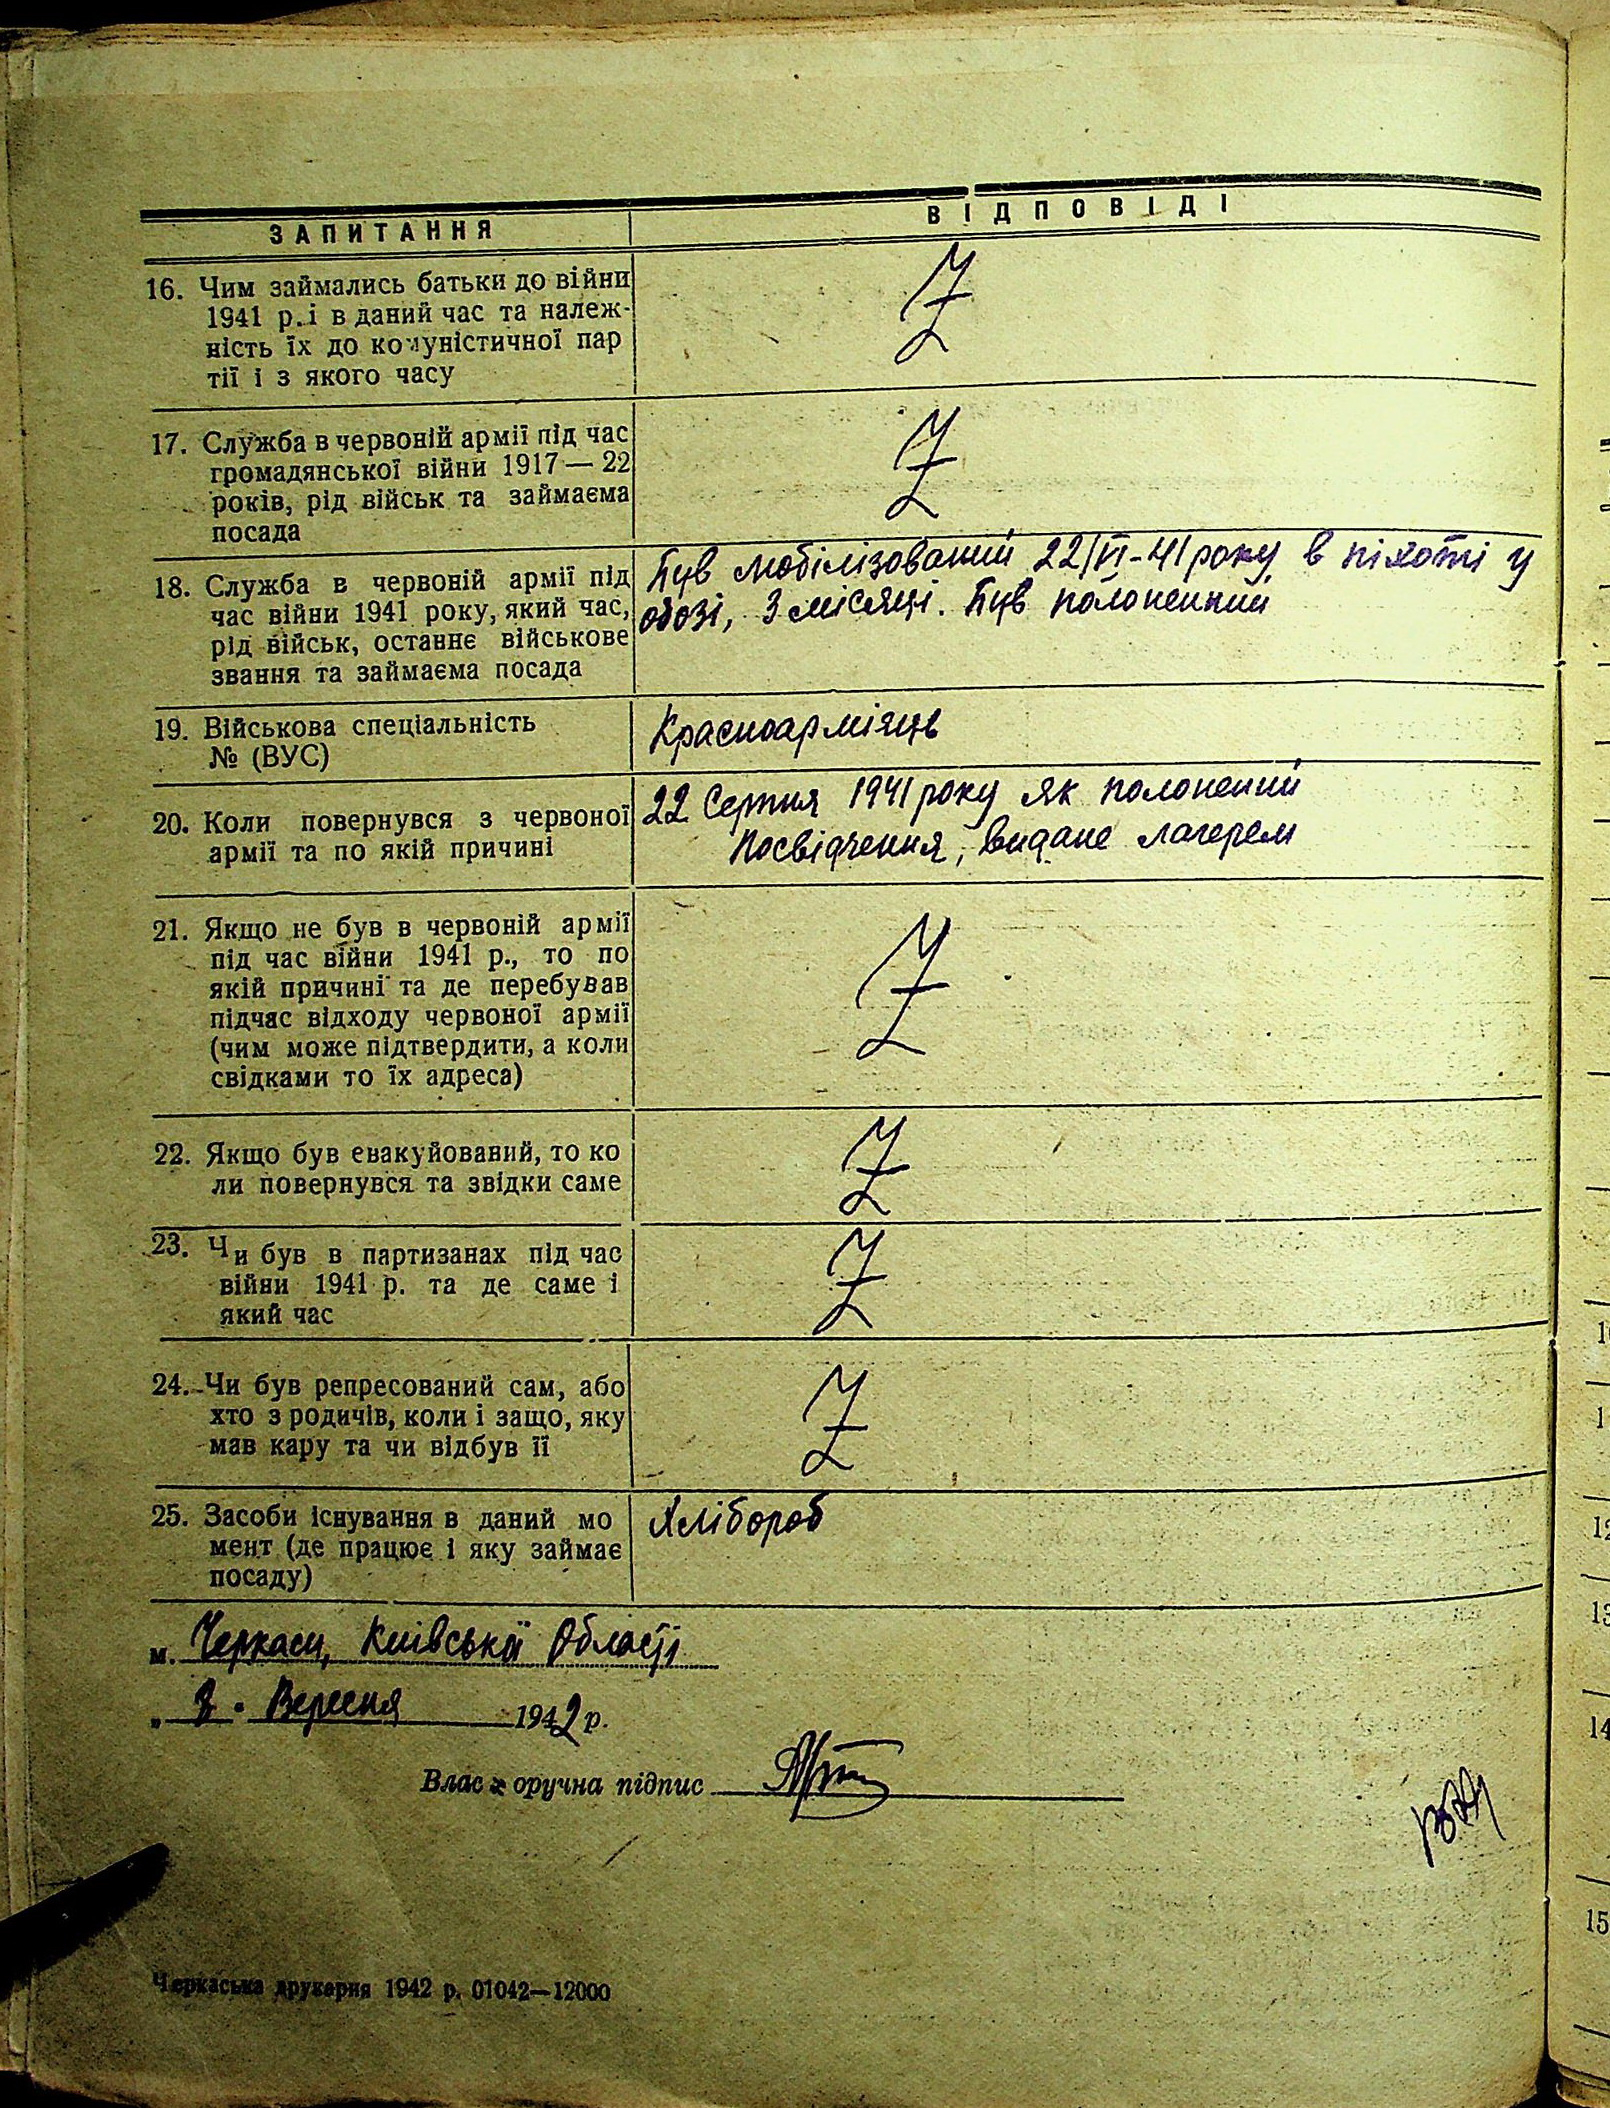 ЗАПИТАННЯ
ВІДПОВІДІ
16. Чим займались батьки до війни
1941 р. і в даний час та належ-
ність їх до комуністичної пар
тії і з якого часу
Z
17. Служба в червоній армії під час
громадянської війни 1917—22
років, рід військ та займаєма
посада
Z
18. Служба в червоній армії під
час війни 1941 року, який час,
рід військ, останнє військове
звання та займаєма посада
Був мобілізований 22/VI-41 року, в піхоті у
обозі, 3 місяці. Був полоненний
19. Військова спеціальність
№ (ВУС)
Красноармієць
20. Коли повернувся з червоної
армії та по якій причині
22 Серпня 1941 року як полонений
Посвідчення, видане лагерем
21. Якщо не був в червоній армії
під час війни 1941 р., то по
якій причині та де перебував
підчас відходу червоної армії
(чим може підтвердити, а коли
свідками то їх адреса)
Z
22. Якщо був евакуйований, то ко
ли повернувся та звідки саме
Z
23. Чи був в партизанах під час
війни 1941 р. та де саме і
який час
Z
24. Чи був репресований сам, або
хто з родичів, коли і защо, яку
мав кару та чи відбув її
Z
25. Засоби існування в даний мо
мент (де працює і яку займає
посаду)
Хлібороб
м. Черкаси, Київської Області
" Вересня 1942 р.
Власноручна підпис
Черкаська друкарня 1942 р. 01042—12000
10
1
12
13
14
15